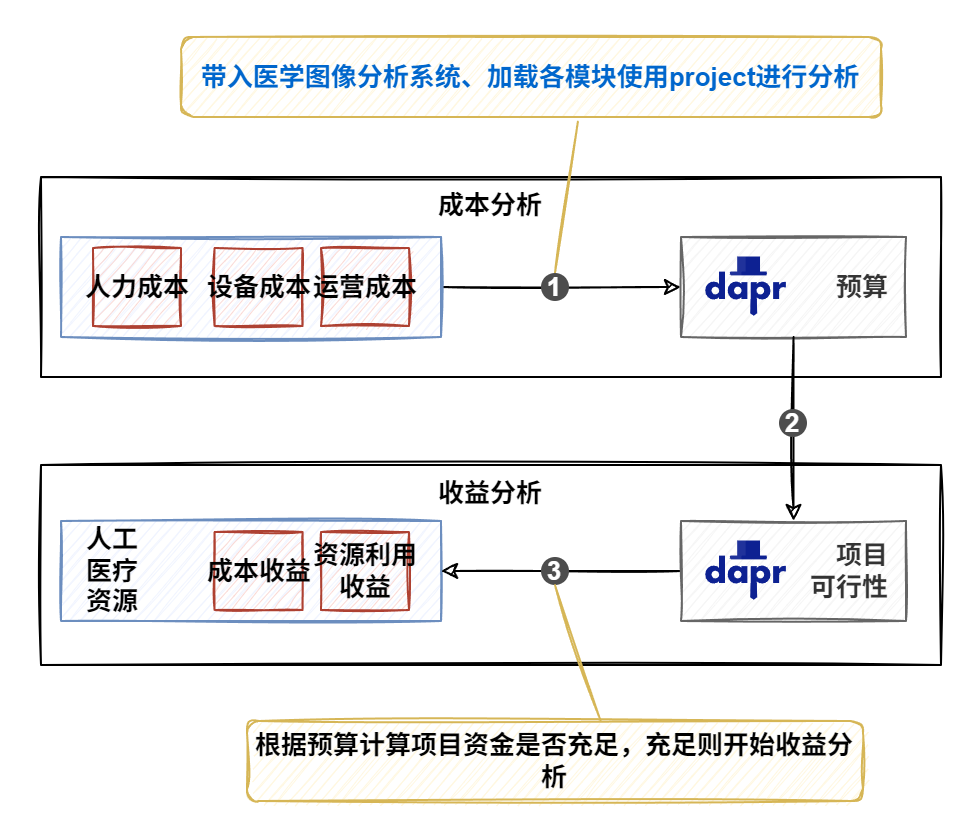 带入医学图像分析系统、加载各模块使用project进行分析
成本分析
人力成本
设备成本
运营成本
1
dapr
预算
2
收益分析
人工
医疗
资源
成本收益
资源利用
收益
3
dapr
项目
可行性
根据预算计算项目资金是否充足，充足则开始收益分
析